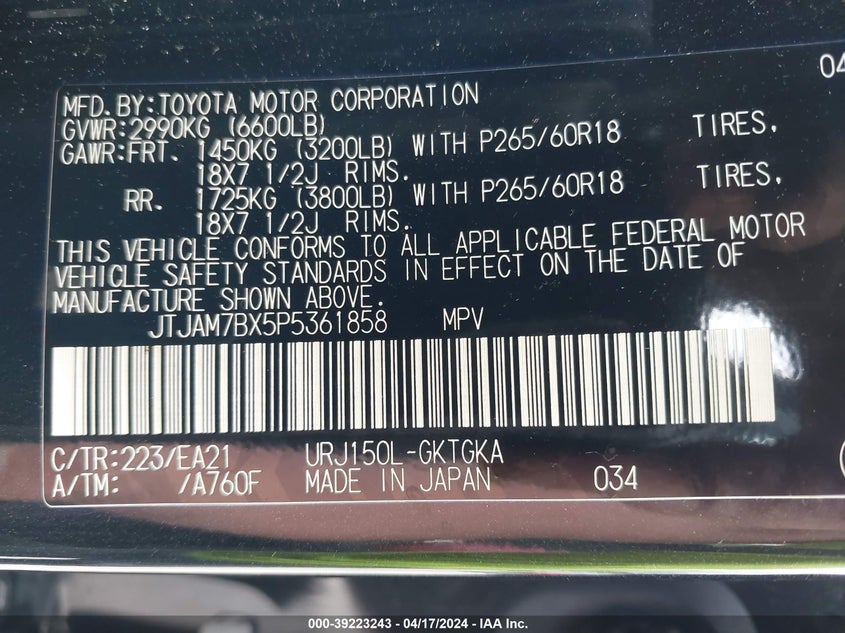 04
MFD. BY:TOYOTA MOTOR CORPORATION
GVWR:2990KG (6600LB)
GAWR:FRT. 1450KG (3200LB) WITH P265/60R18 TIRES,
18X7 1/2J RIMS.
RR. 1725KG (3800LB) WITH P265/60R18 TIRES,
18X7 1/2J RIMS.
THIS VEHICLE CONFORMS TO ALL APPLICABLE FEDERAL MOTOR
VEHICLE SAFETY STANDARDS IN EFFECT ON THE DATE OF
MANUFACTURE SHOWN ABOVE.
JTJAM7BX5P5361858 MPV
C/TR:223/EA21 URJ150L-GKTGKA
A/TM: /A760F MADE IN JAPAN 034
000-39223243 - 04/17/2024 - IAA Inc.